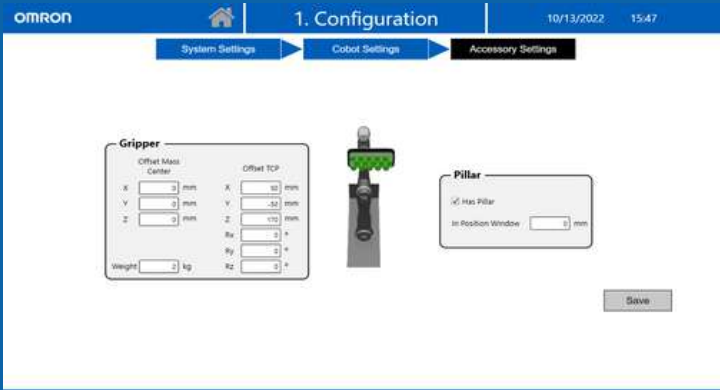 OMRON
1. Configuration
10/13/2022 15:47
System Settings
Cobot Settings
Accessory Settings
Gripper
Offset Mass
Center
Offset TCP
X 0 mm X 50 mm
Y 0 mm Y -50 mm
Z 0 mm Z 170 mm
Rx 0 °
Ry 0 °
Weight 2 kg Rz 0 °
Pillar
Has Pillar
In Position Window 0 mm
Save